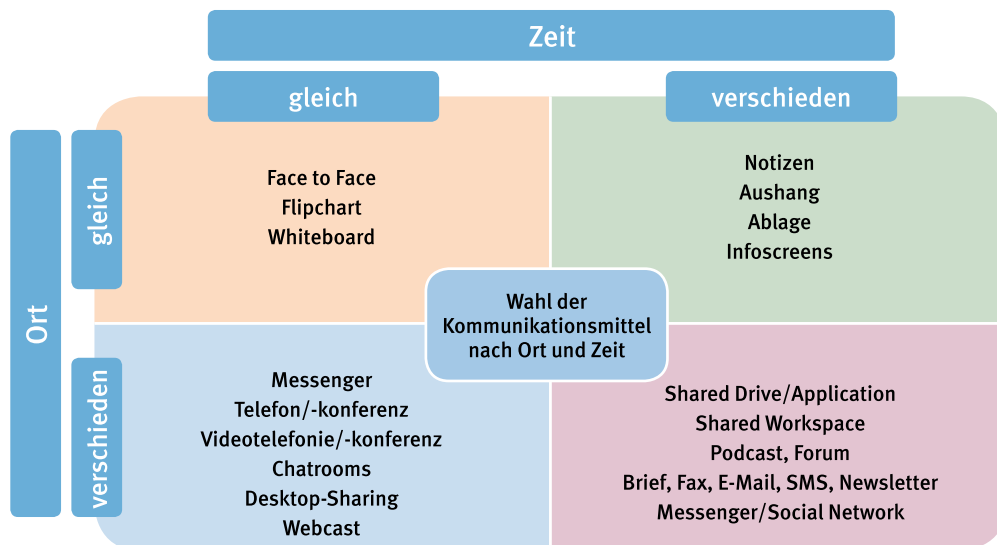 Zeit
gleich
verschieden
Ort
gleich
verschieden
Face to Face
Flipchart
Whiteboard
Notizen
Aushang
Ablage
Infoscreens
Wahl der
Kommunikationsmittel
nach Ort und Zeit
Messenger
Telefon/-konferenz
Videotelefonie/-konferenz
Chatrooms
Desktop-Sharing
Webcast
Shared Drive/Application
Shared Workspace
Podcast, Forum
Brief, Fax, E-Mail, SMS, Newsletter
Messenger/Social Network